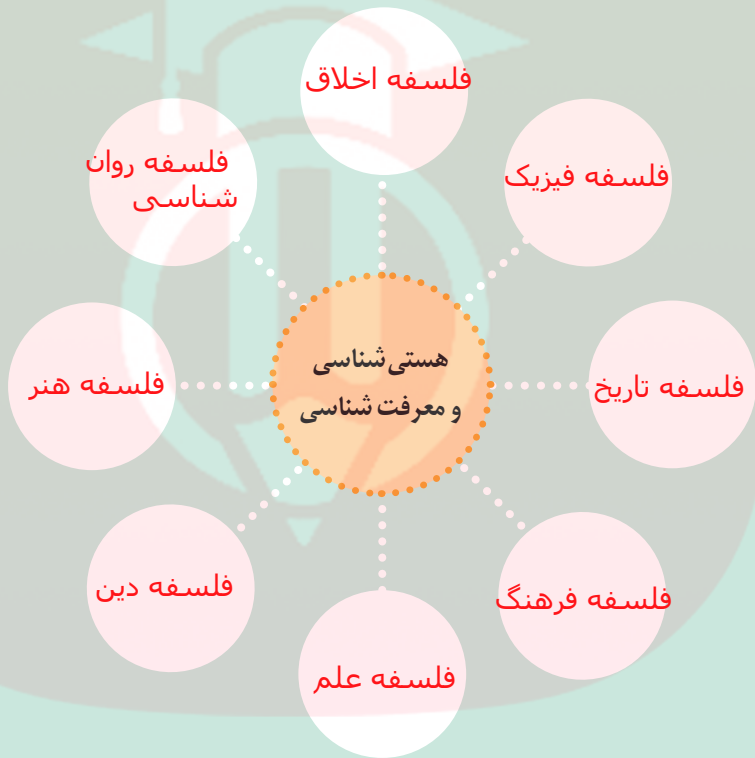 فلسفه اخلاق
فلسفه فیزیک
فلسفه روان
شناسی
هستی‌شناسی
و معرفت شناسی
فلسفه تاریخ
فلسفه هنر
فلسفه فرهنگ
فلسفه دین
فلسفه علم